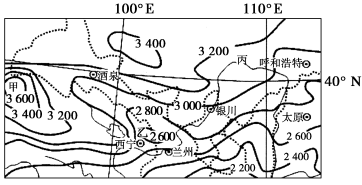 100° E
110° E
3 400
3 200
丙
呼和浩特
酒泉
40° N
甲
3 600
3 400
3 200
2 800
3 000
银川
太原
2 600
西宁
兰州
2 600
2 200
2 400